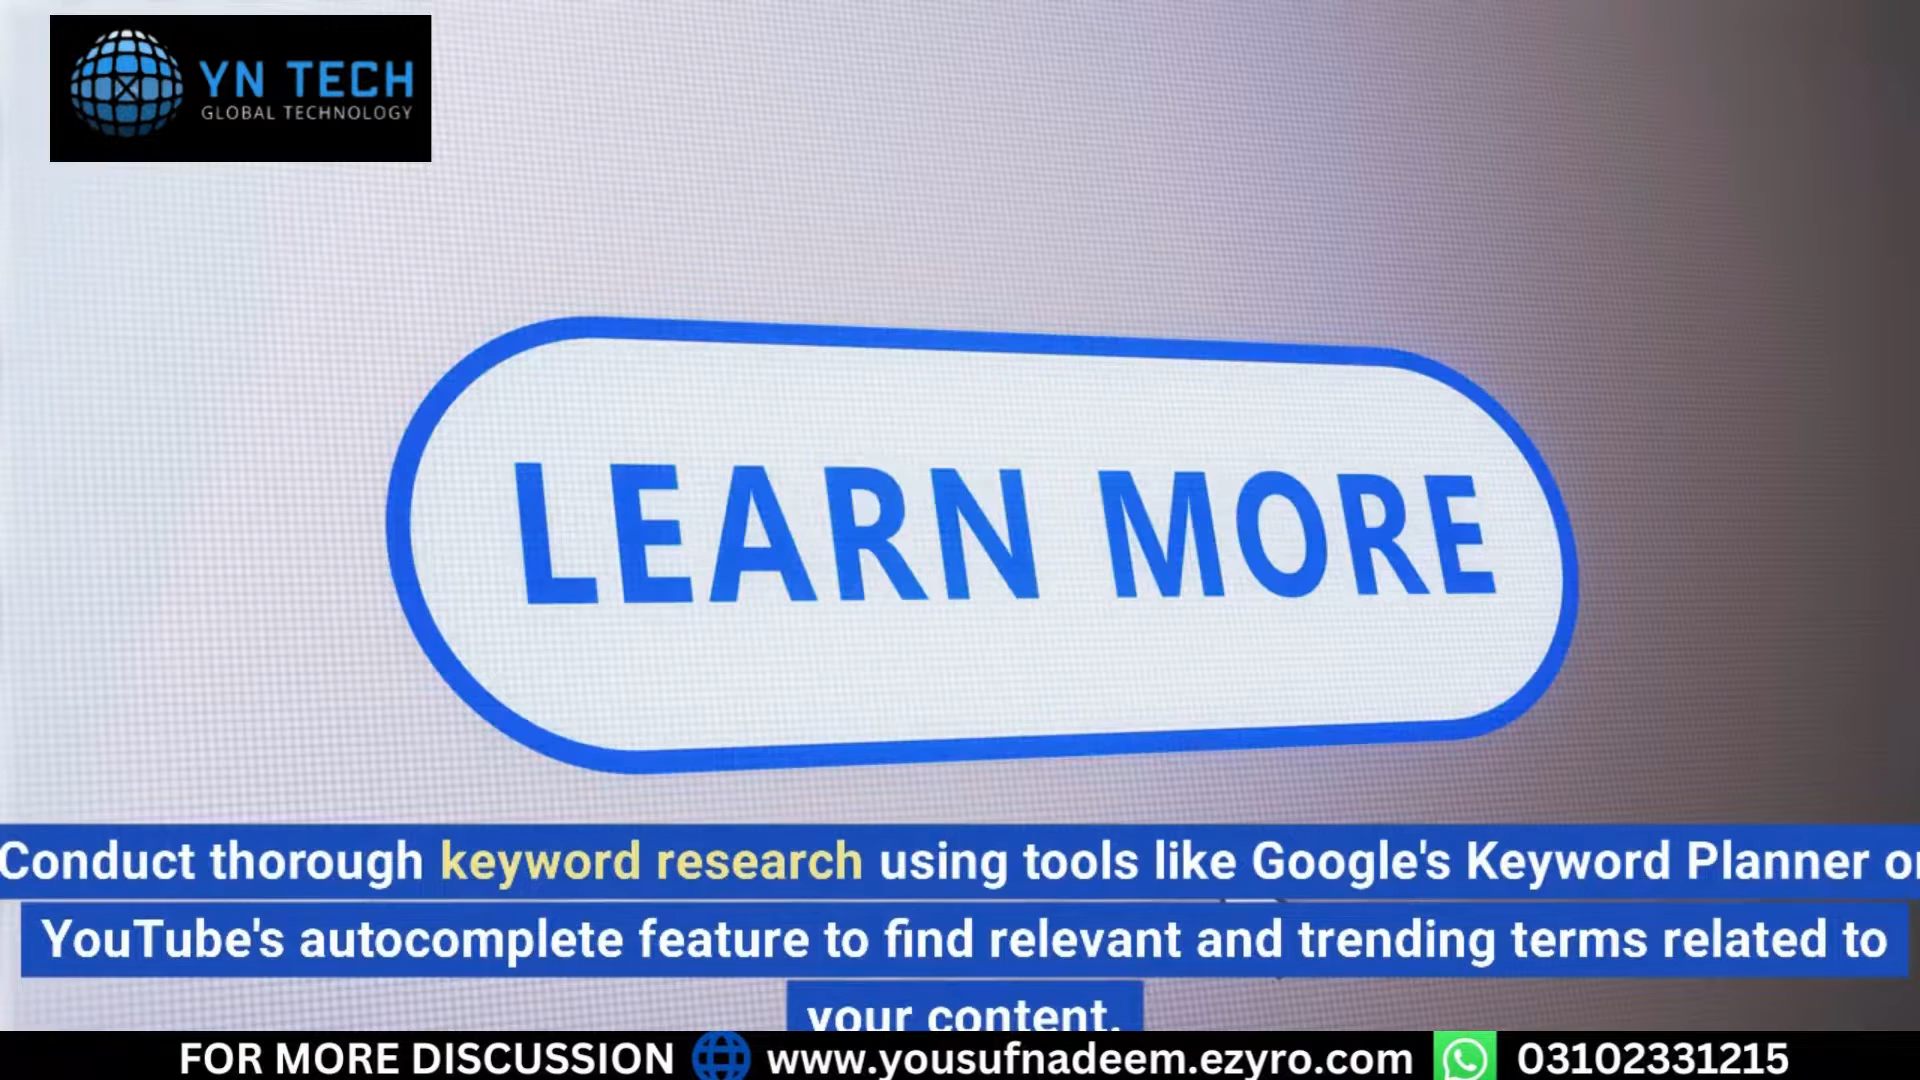 YN TECH
GLOBAL TECHNOLOGY
LEARN MORE
Conduct thorough keyword research using tools like Google's Keyword Planner or
YouTube's autocomplete feature to find relevant and trending terms related to
your content.
FOR MORE DISCUSSION www.yousufnadeem.ezyro.com 03102331215